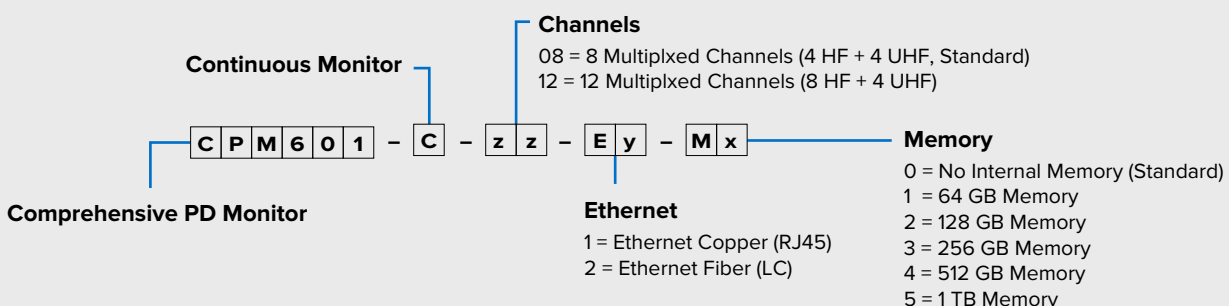 Channels
08 = 8 Multiplxed Channels (4 HF + 4 UHF, Standard)
12 = 12 Multiplxed Channels (8 HF + 4 UHF)
Continuous Monitor
C P M 6 0 1 – C – z z – E y – M x
Comprehensive PD Monitor
Ethernet
1 = Ethernet Copper (RJ45)
2 = Ethernet Fiber (LC)
Memory
0 = No Internal Memory (Standard)
1 = 64 GB Memory
2 = 128 GB Memory
3 = 256 GB Memory
4 = 512 GB Memory
5 = 1 TB Memory